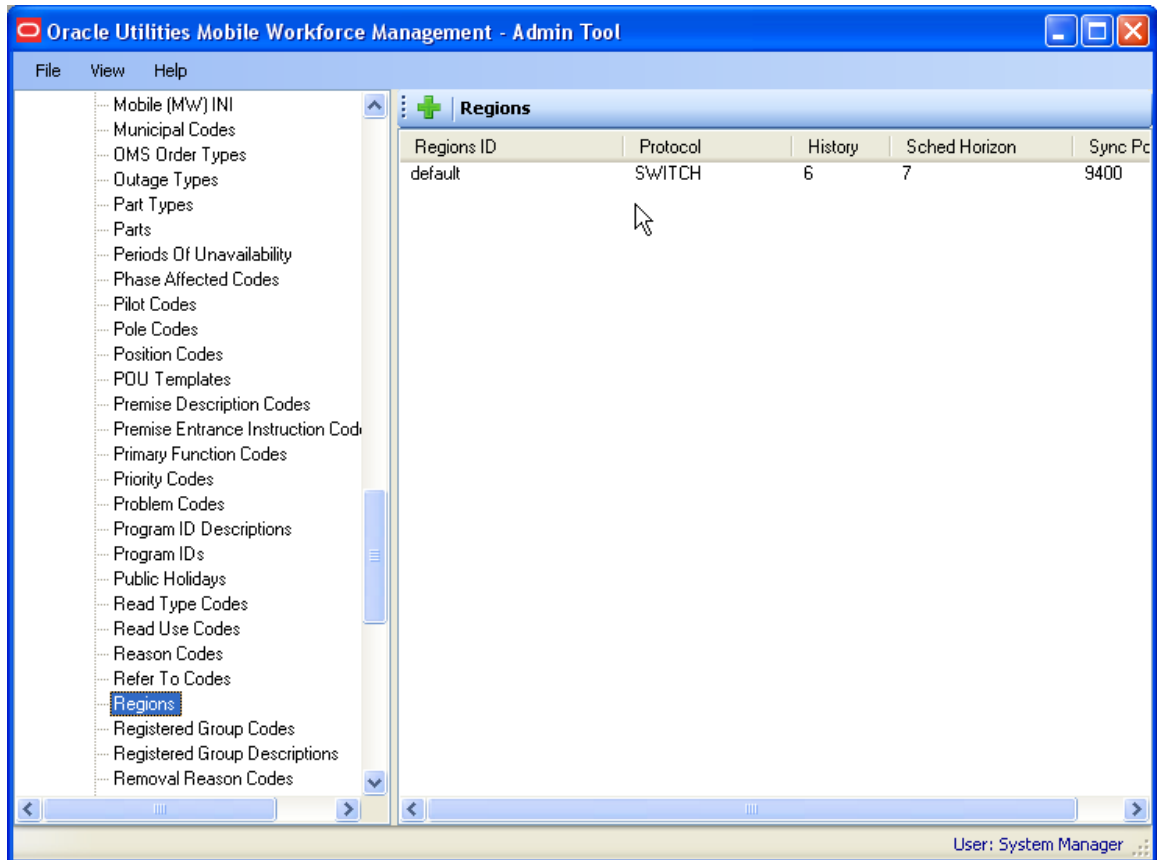 Oracle Utilities Mobile Workforce Management - Admin Tool
File View Help
Mobile (MW) INI
Municipal Codes
OMS Order Types
Outage Types
Part Types
Parts
Periods Of Unavailability
Phase Affected Codes
Pilot Codes
Pole Codes
Position Codes
POU Templates
Premise Description Codes
Premise Entrance Instruction Code
Primary Function Codes
Priority Codes
Problem Codes
Program ID Descriptions
Program IDs
Public Holidays
Read Type Codes
Read Use Codes
Reason Codes
Refer To Codes
Regions
Registered Group Codes
Registered Group Descriptions
Removal Reason Codes
Regions
Regions ID Protocol History Sched Horizon Sync Pc
default SWITCH 6 7 9400
User: System Manager